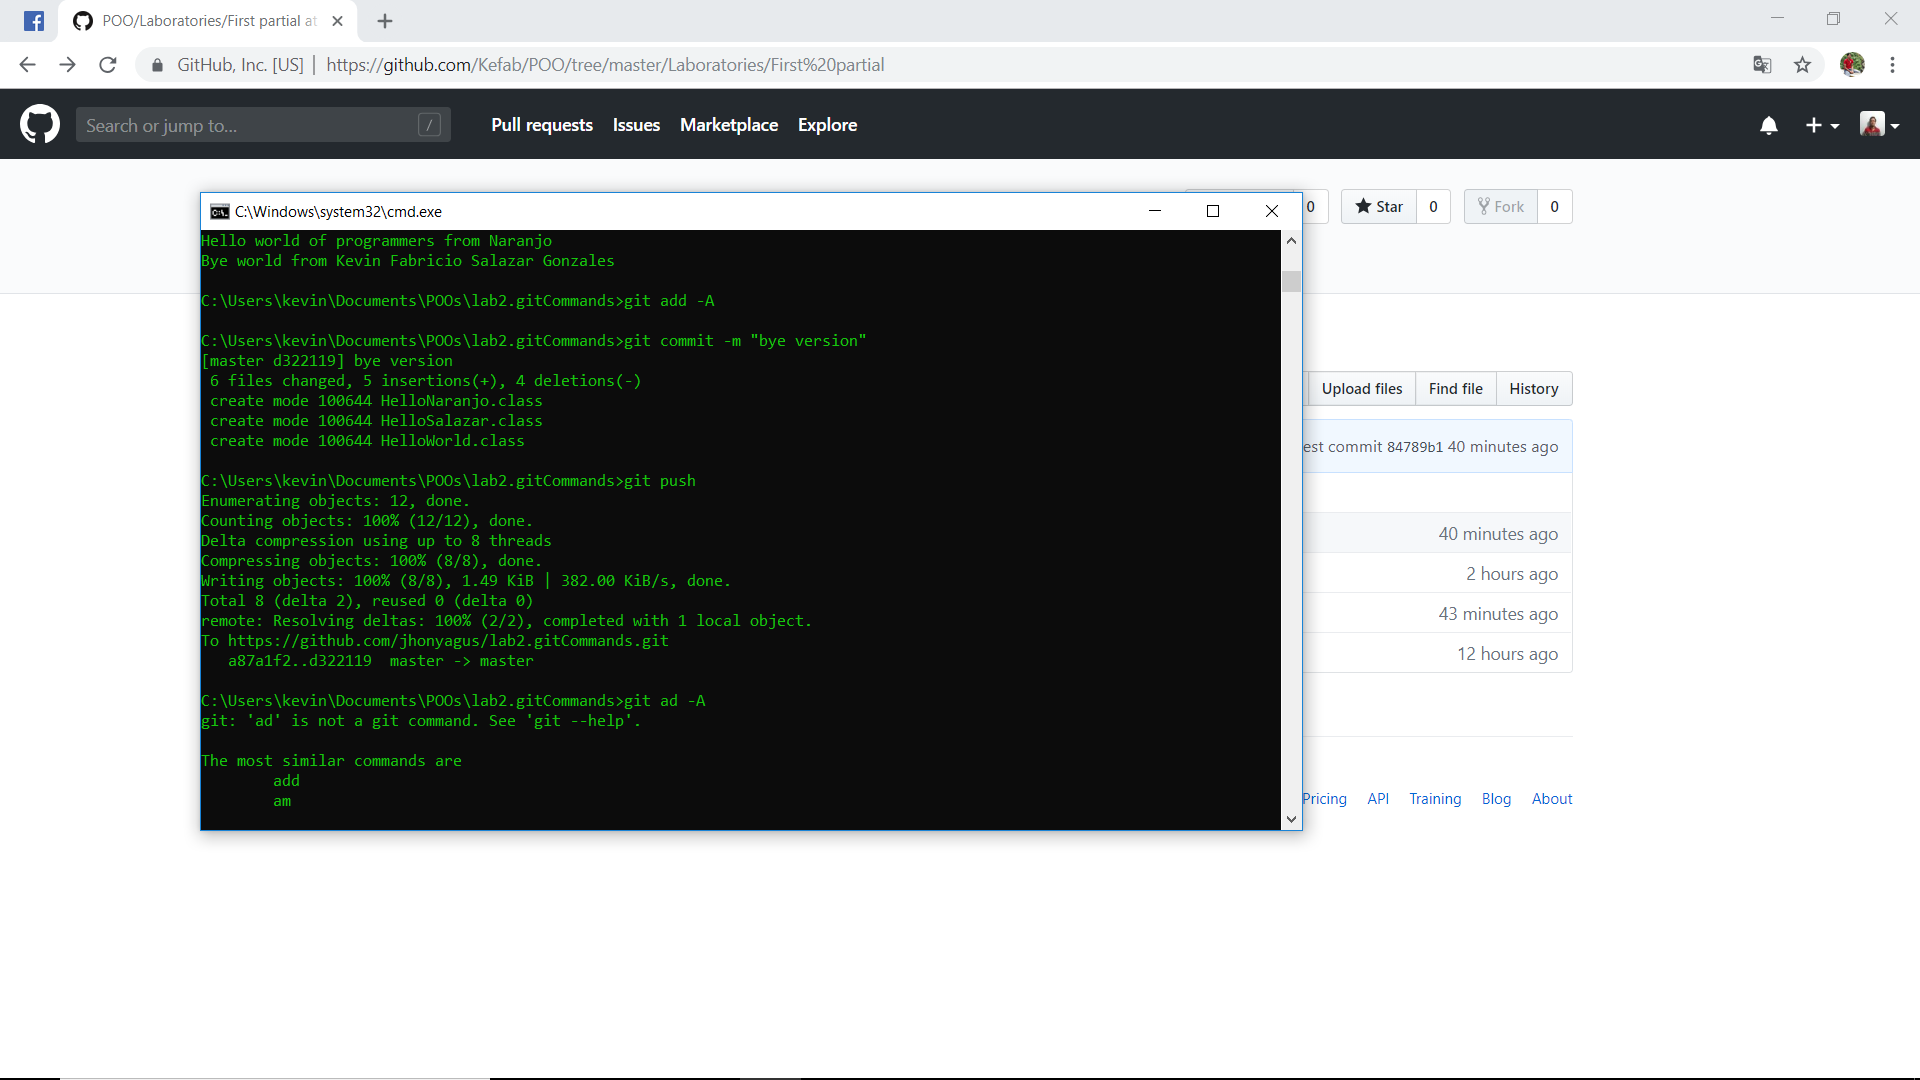 POO/Laboratories/First partial at
GitHub, Inc. [US] | https://github.com/Kefab/POO/tree/master/Laboratories/First%20partial
Search or jump to...
/
Pull requests
Issues
Marketplace
Explore
0
Star
0
Fork
0
C:\Windows\system32\cmd.exe
Hello world of programmers from Naranjo
Bye world from Kevin Fabricio Salazar Gonzales
C:\Users\kevin\Documents\POOs\lab2.gitCommands>git add -A
C:\Users\kevin\Documents\POOs\lab2.gitCommands>git commit -m "bye version"
[master d322119] bye version
6 files changed, 5 insertions(+), 4 deletions(-)
create mode 100644 HelloNaranjo.class
create mode 100644 HelloSalazar.class
create mode 100644 HelloWorld.class
C:\Users\kevin\Documents\POOs\lab2.gitCommands>git push
Enumerating objects: 12, done.
Counting objects: 100% (12/12), done.
Delta compression using up to 8 threads
Compressing objects: 100% (8/8), done.
Writing objects: 100% (8/8), 1.49 KiB | 382.00 KiB/s, done.
Total 8 (delta 2), reused 0 (delta 0)
remote: Resolving deltas: 100% (2/2), completed with 1 local object.
To https://github.com/jhonyagus/lab2.gitCommands.git
a87a1f2..d322119  master -> master
C:\Users\kevin\Documents\POOs\lab2.gitCommands>git ad -A
git: 'ad' is not a git command. See 'git --help'.
The most similar commands are
add
am
Upload files
Find file
History
est commit 84789b1 40 minutes ago
40 minutes ago
2 hours ago
43 minutes ago
12 hours ago
Pricing
API
Training
Blog
About